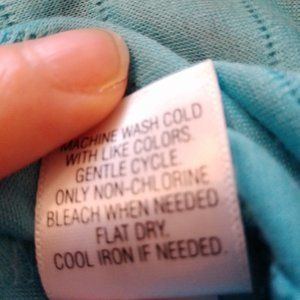 MACHINE WASH COLD
WITH LIKE COLORS.
GENTLE CYCLE.
ONLY NON-CHLORINE
BLEACH WHEN NEEDED
FLAT DRY.
COOL IRON IF NEEDED.